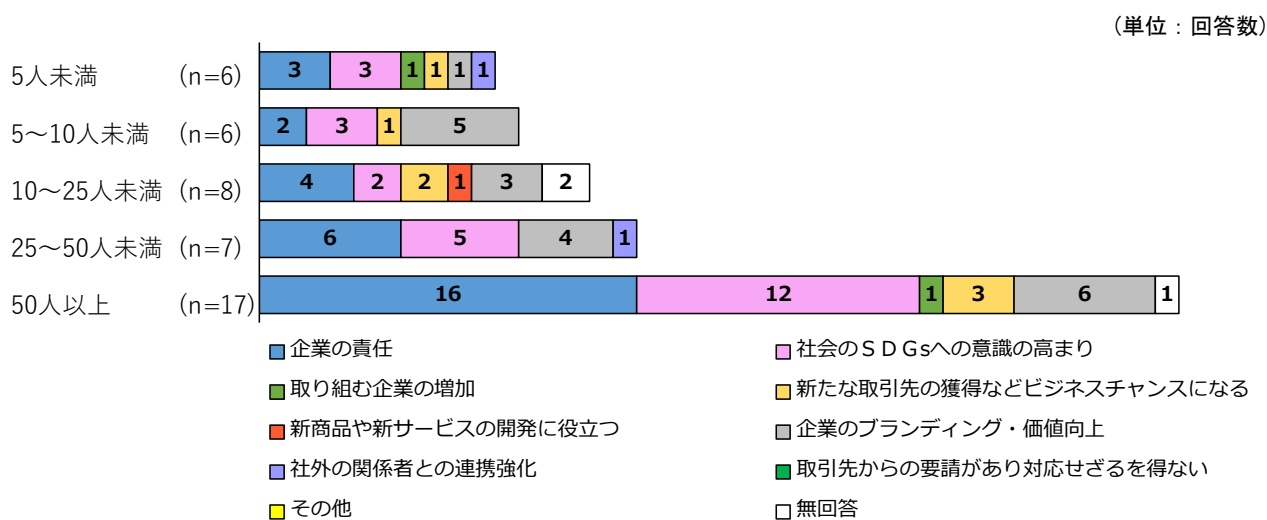 （単位：回答数）
5人未満 （n=6） 3 3 1 1 1 1
5～10人未満 （n=6） 2 3 1 5
10～25人未満 （n=8） 4 2 2 1 3 2
25～50人未満 （n=7） 6 5 4 1
50人以上 （n=17） 16 12 1 3 6 1
企業の責任 社会のＳＤＧsへの意識の高まり
取り組む企業の増加 新たな取引先の獲得などビジネスチャンスになる
新商品や新サービスの開発に役立つ 企業のブランディング・価値向上
社外の関係者との連携強化 取引先からの要請があり対応せざるを得ない
その他 無回答